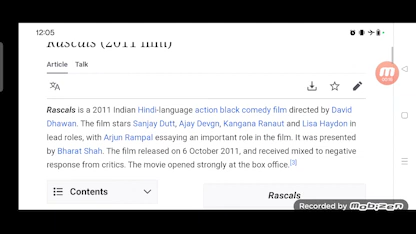 12:05
Rascals (2011 film)
Article Talk
Rascals is a 2011 Indian Hindi-language action black comedy film directed by David
Dhawan. The film stars Sanjay Dutt, Ajay Devgn, Kangana Ranaut and Lisa Haydon in
lead roles, with Arjun Rampal essaying an important role in the film. It was presented
by Bharat Shah. The film released on 6 October 2011, and received mixed to negative
response from critics. The movie opened strongly at the box office.[3]
Contents
Rascals
Recorded by Mobizen